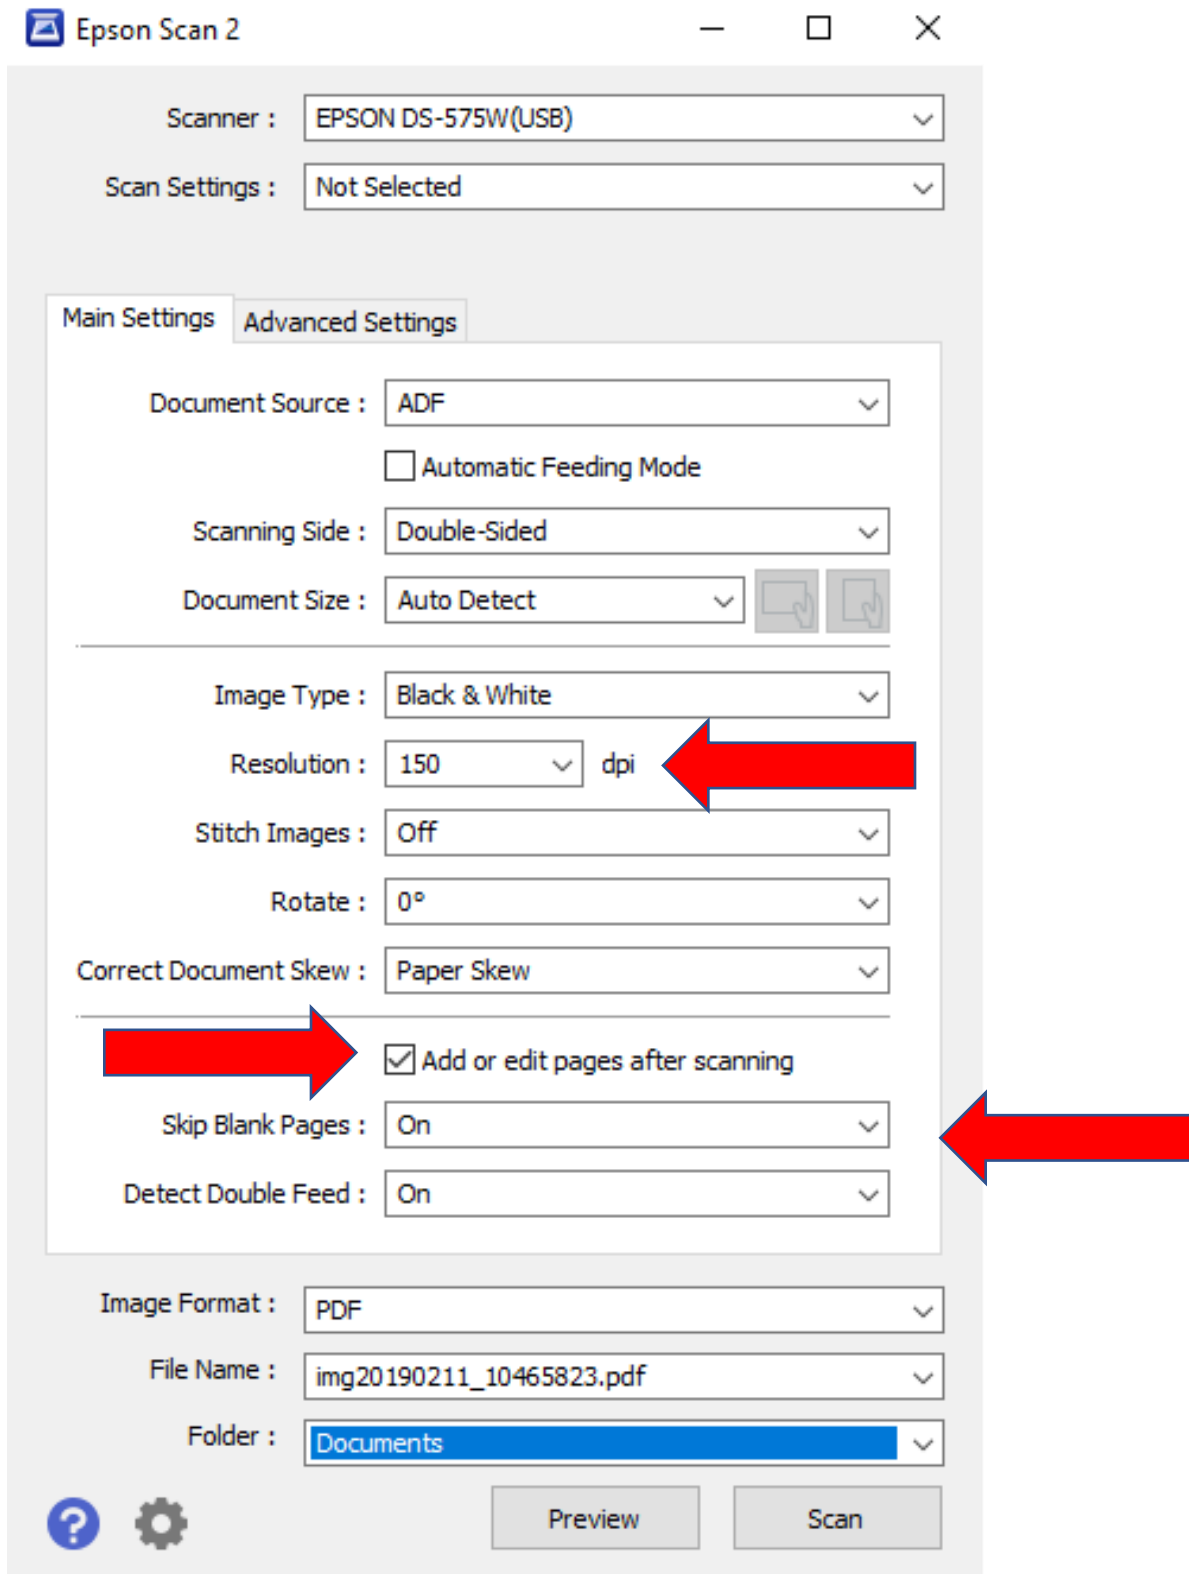 Epson Scan 2
Scanner : EPSON DS-575W(USB)
Scan Settings : Not Selected
Main Settings Advanced Settings
Document Source : ADF
Automatic Feeding Mode
Scanning Side : Double-Sided
Document Size : Auto Detect
Image Type : Black & White
Resolution : 150 dpi
Stitch Images : Off
Rotate : 0°
Correct Document Skew : Paper Skew
Add or edit pages after scanning
Skip Blank Pages : On
Detect Double Feed : On
Image Format : PDF
File Name : img20190211_10465823.pdf
Folder : Documents
? Preview Scan